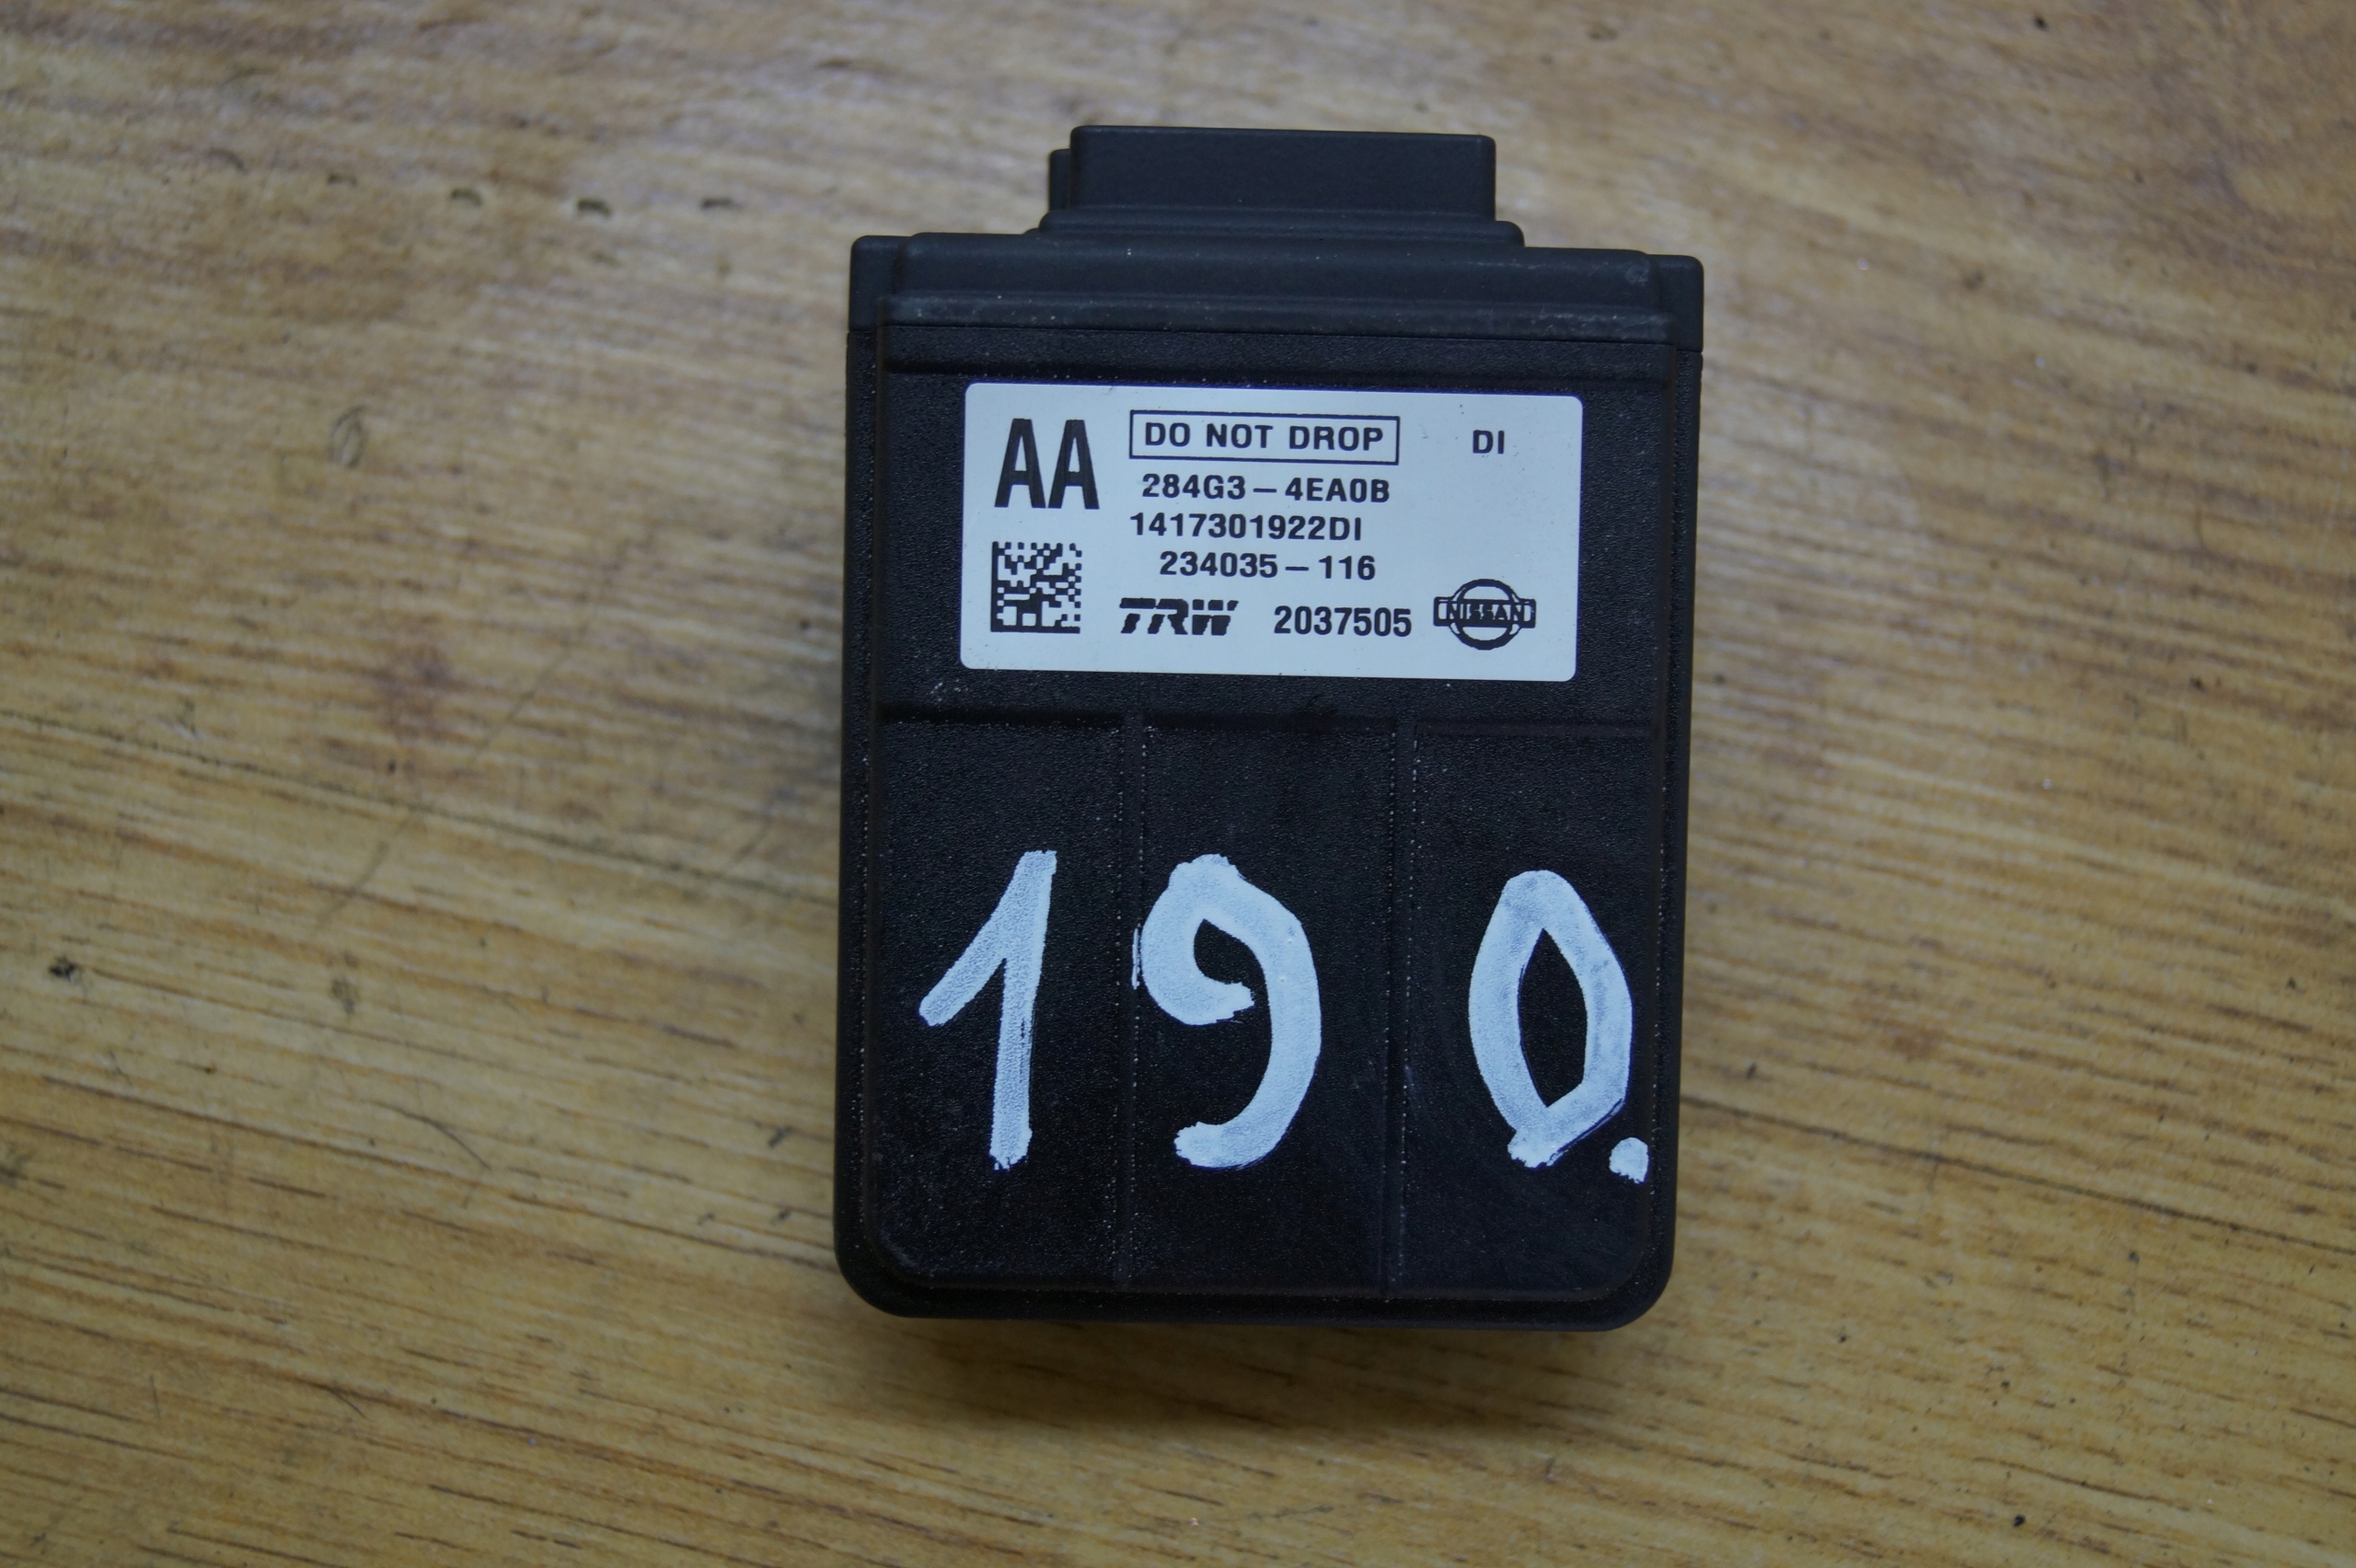 AA DO NOT DROP DI
284G3-4EA0B
1417301922DI
234035-116
TRW 2037505 NISSAN
190.